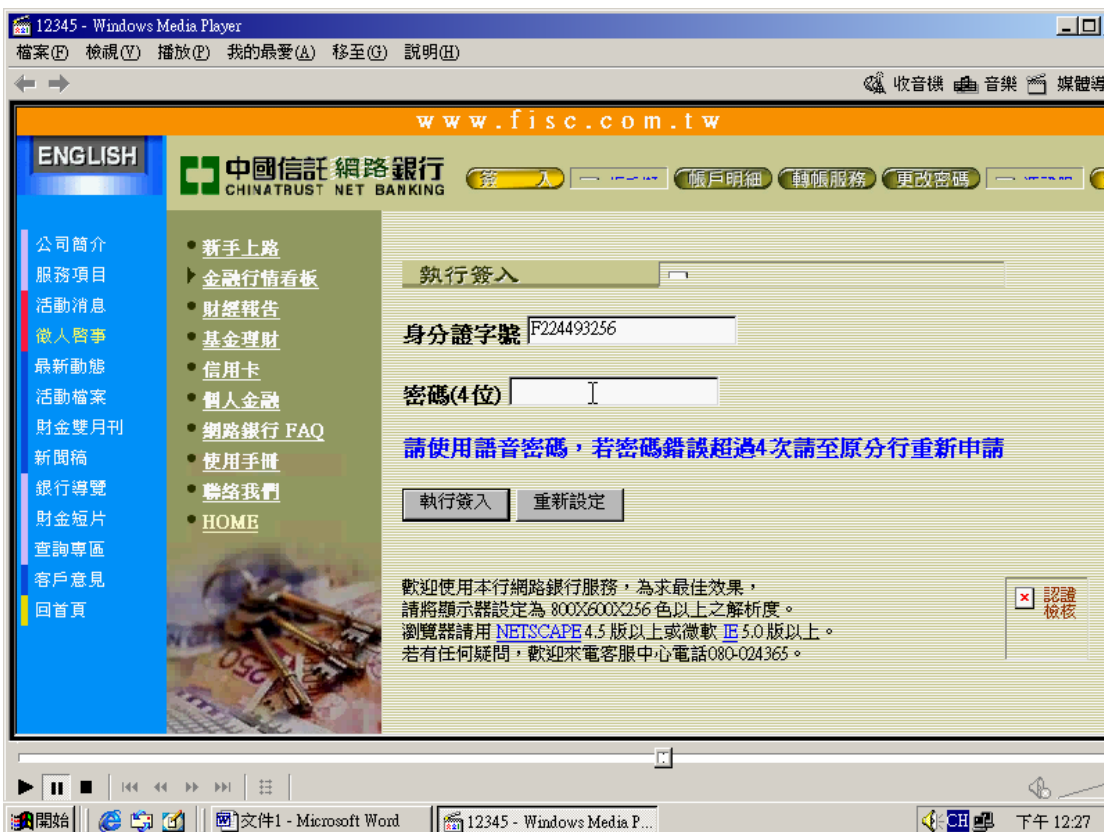 12345 - Windows Media Player
檔案(F) 檢視(V) 播放(P) 我的最愛(A) 移至(G) 說明(H)
收音機 音樂 媒體導
www.fisc.com.tw
ENGLISH
中國信託 網路銀行
CHINATRUST NET BANKING
簽 入 帳戶明細 轉帳服務 更改密碼
公司簡介
服務項目
活動消息
徵人啓事
最新動態
活動檔案
財金雙月刊
新聞稿
銀行導覽
財金短片
查詢專區
客戶意見
回首頁
新手上路
金融行情看板
財經報告
基金理財
信用卡
個人金融
網路銀行 FAQ
使用手冊
聯絡我們
HOME
執行簽入
身分證字號 F224493256
密碼(4位)
請使用語音密碼，若密碼錯誤超過4次請至原分行重新申請
執行簽入 重新設定
歡迎使用本行網路銀行服務，為求最佳效果，
請將顯示器設定為 800X600X256 色以上之解析度。
瀏覽器請用 NETSCAPE 4.5 版以上或微軟 IE 5.0 版以上。
若有任何疑問，歡迎來電客服中心電話080-024365。
認證
檢核
開始 文件1 - Microsoft Word 12345 - Windows Media P... CH 下午 12:27